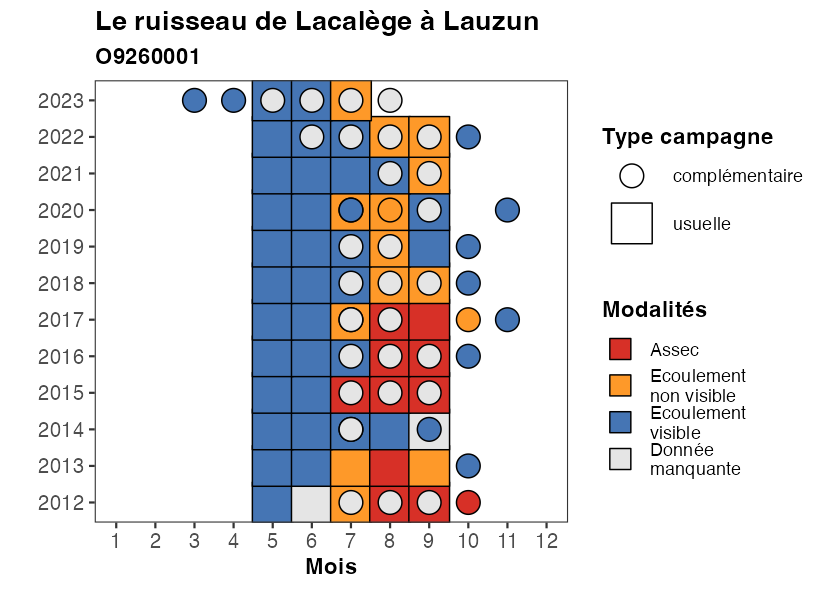 Le ruisseau de Lacalège à Lauzun
O9260001
2023
2022
2021
2020
2019
2018
2017
2016
2015
2014
2013
2012
1 2 3 4 5 6 7 8 9 10 11 12
Mois
Type campagne
complémentaire
usuelle
Modalités
Assec
Ecoulement
non visible
Ecoulement
visible
Donnée
manquante